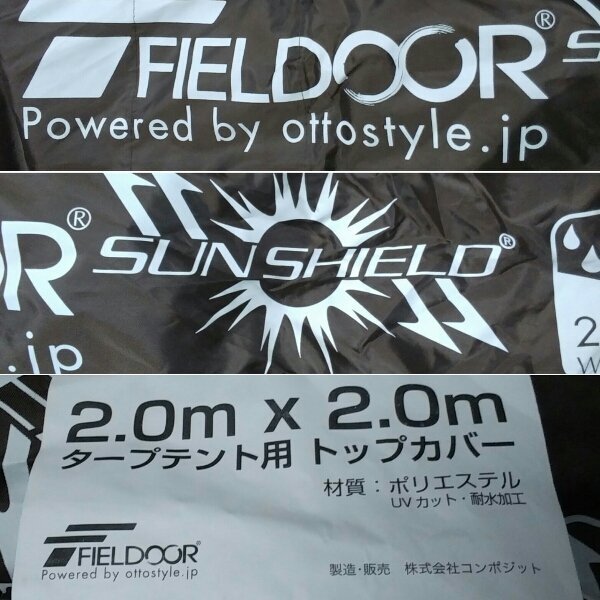 FIELDOOR®
Powered by ottostyle.jp
OR®
SUNSHIELD®
.jp
2.0m x 2.0m
タープテント用 トップカバー
材質：ポリエステル
UVカット・耐水加工
FIELDOOR®
Powered by ottostyle.jp
製造・販売 株式会社コンポジット